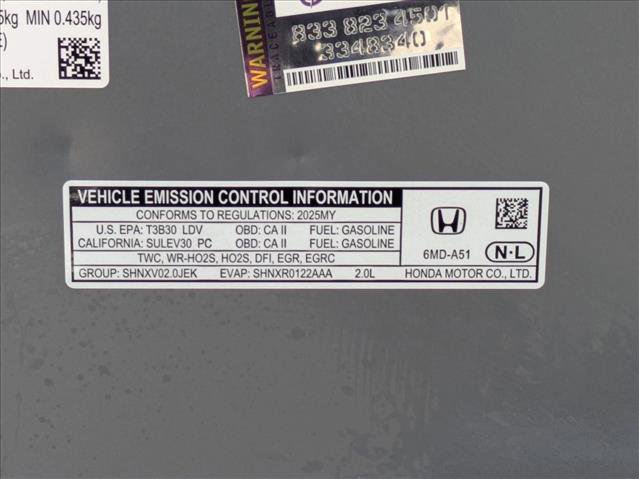 5kg MIN 0.435kg
E)
o., Ltd.
WARNING
TRACEABLE
833 823 4501
3348340
VEHICLE EMISSION CONTROL INFORMATION
CONFORMS TO REGULATIONS: 2025MY
U.S. EPA: T3B30 LDV OBD: CA II FUEL: GASOLINE
CALIFORNIA: SULEV30 PC OBD: CA II FUEL: GASOLINE
TWC, WR-HO2S, HO2S, DFI, EGR, EGRC
GROUP: SHNXV02.0JEK EVAP: SHNXR0122AAA 2.0L
6MD-A51
N·L
HONDA MOTOR CO., LTD.